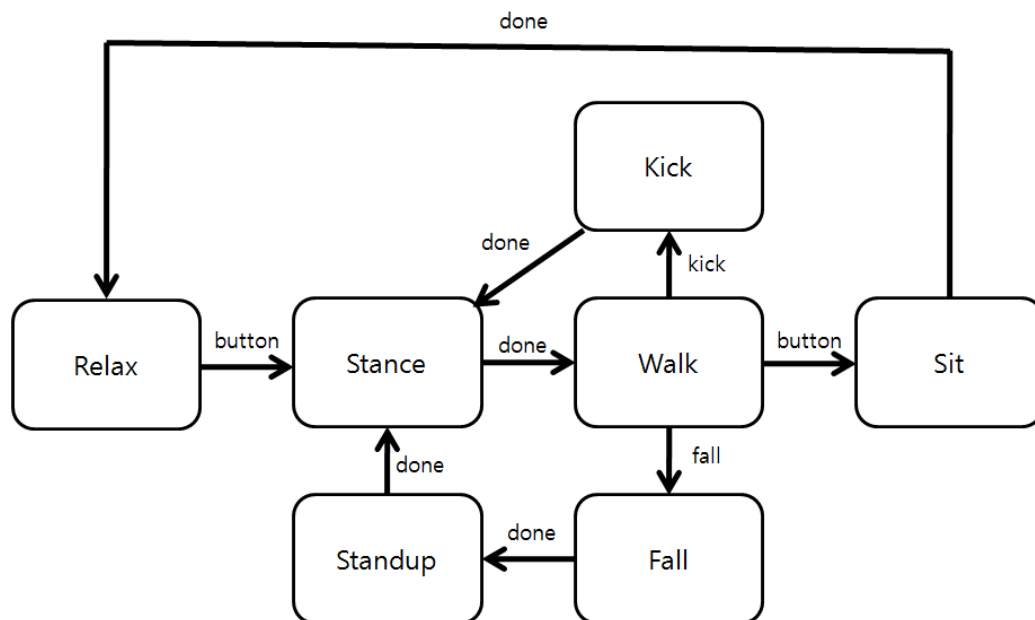 done
Kick
done
kick
Relax
button
Stance
done
Walk
button
Sit
done
fall
Standup
done
Fall